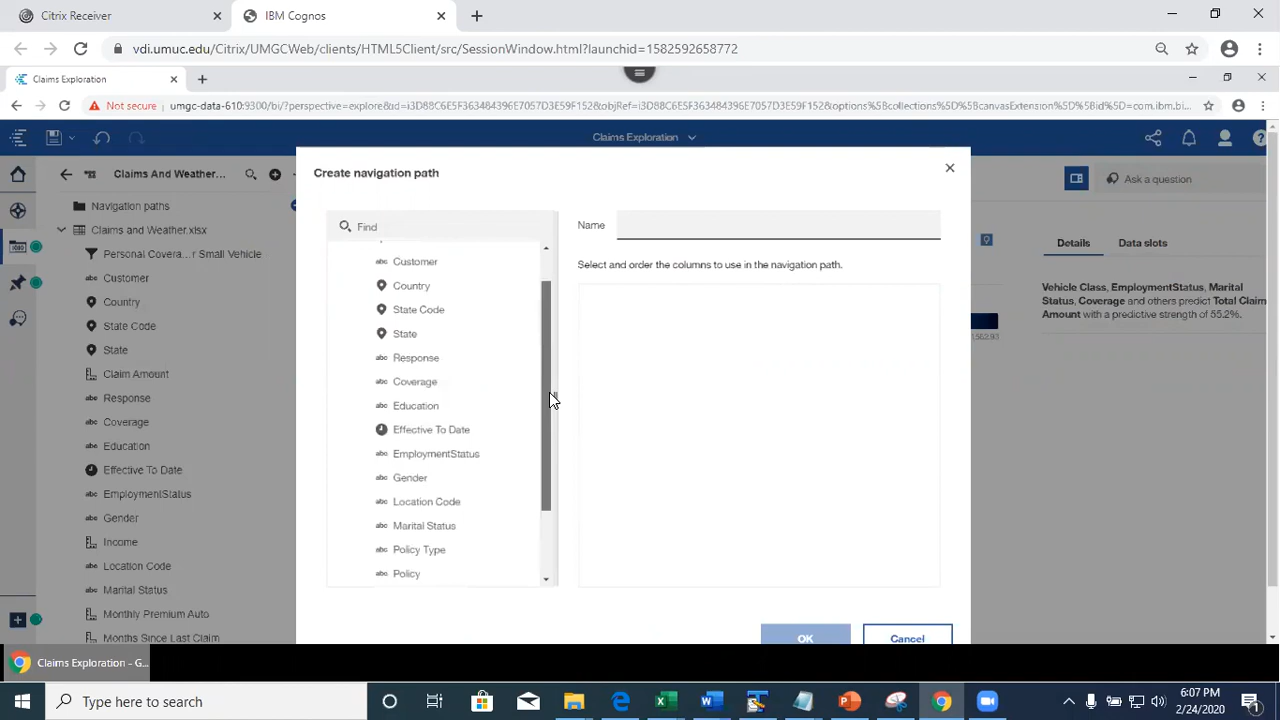 Citrix Receiver
IBM Cognos
vdi.umuc.edu/Citrix/UMGCWeb/clients/HTML5Client/src/SessionWindow.html?launchid=1582592658772
Claims Exploration
Not secure
umgc-data-610:9300/bi/?perspective=explore&id=i3D88C6E5F363484396E7057D3E59F152&objRef=i3D88C6E5F363484396E7057D3E59F152&options%5Bcollections%5D%5BcanvasExtension%5D%5Bid%5D=com.ibm.bi...
Claims Exploration
Claims And Weather...
Ask a question
Navigation paths
Claims and Weather.xlsx
Personal Covera...r Small Vehicle
Customer
Country
State Code
State
Claim Amount
Response
Coverage
Education
Effective To Date
EmploymentStatus
Gender
Income
Location Code
Marital Status
Monthly Premium Auto
Months Since Last Claim
Create navigation path
Find
Customer
Country
State Code
State
Response
Coverage
Education
Effective To Date
EmploymentStatus
Gender
Location Code
Marital Status
Policy Type
Policy
Name
Select and order the columns to use in the navigation path.
OK
Cancel
Details
Data slots
Vehicle Class, EmploymentStatus, Marital
Status, Coverage and others predict Total Claim
Amount with a predictive strength of 55.2%.
Claims Exploration - G...
Type here to search
6:07 PM
2/24/2020